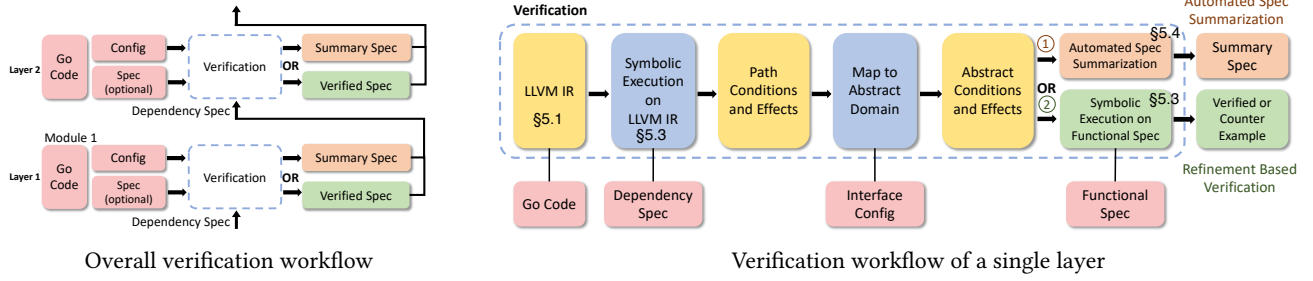 Layer 2
Go
Code
Config
Spec
(optional)
Verification
OR
Summary Spec
Verified Spec
Dependency Spec
Module 1
Layer 1
Go
Code
Config
Spec
(optional)
Verification
OR
Summary Spec
Verified Spec
Dependency Spec
Overall verification workflow
Verification
LLVM IR
§5.1
Symbolic
Execution
on
LLVM IR
§5.3
Path
Conditions
and Effects
Map to
Abstract
Domain
Abstract
Conditions
and Effects
1
OR
2
Automated Spec
Summarization
§5.4
Symbolic
Execution on
Functional Spec
§5.3
Automated Spec
Summarization
Summary
Spec
Verified or
Counter
Example
Refinement Based
Verification
Go Code
Dependency
Spec
Interface
Config
Functional
Spec
Verification workflow of a single layer